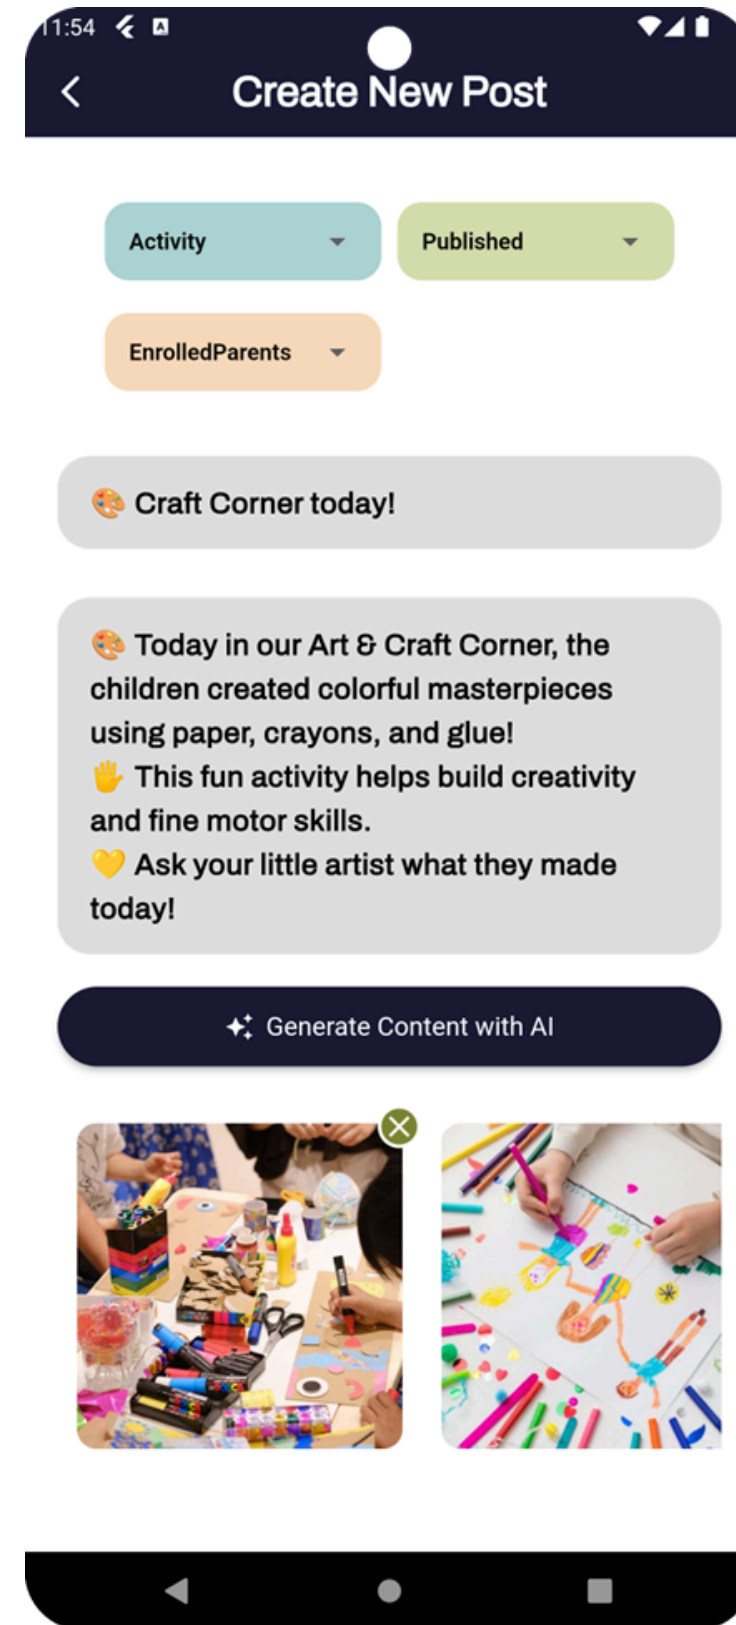 11:54
Create New Post
Activity
Published
EnrolledParents
🎨 Craft Corner today!
🎨 Today in our Art & Craft Corner, the
children created colorful masterpieces
using paper, crayons, and glue!
🖐 This fun activity helps build creativity
and fine motor skills.
💛 Ask your little artist what they made
today!
Generate Content with AI